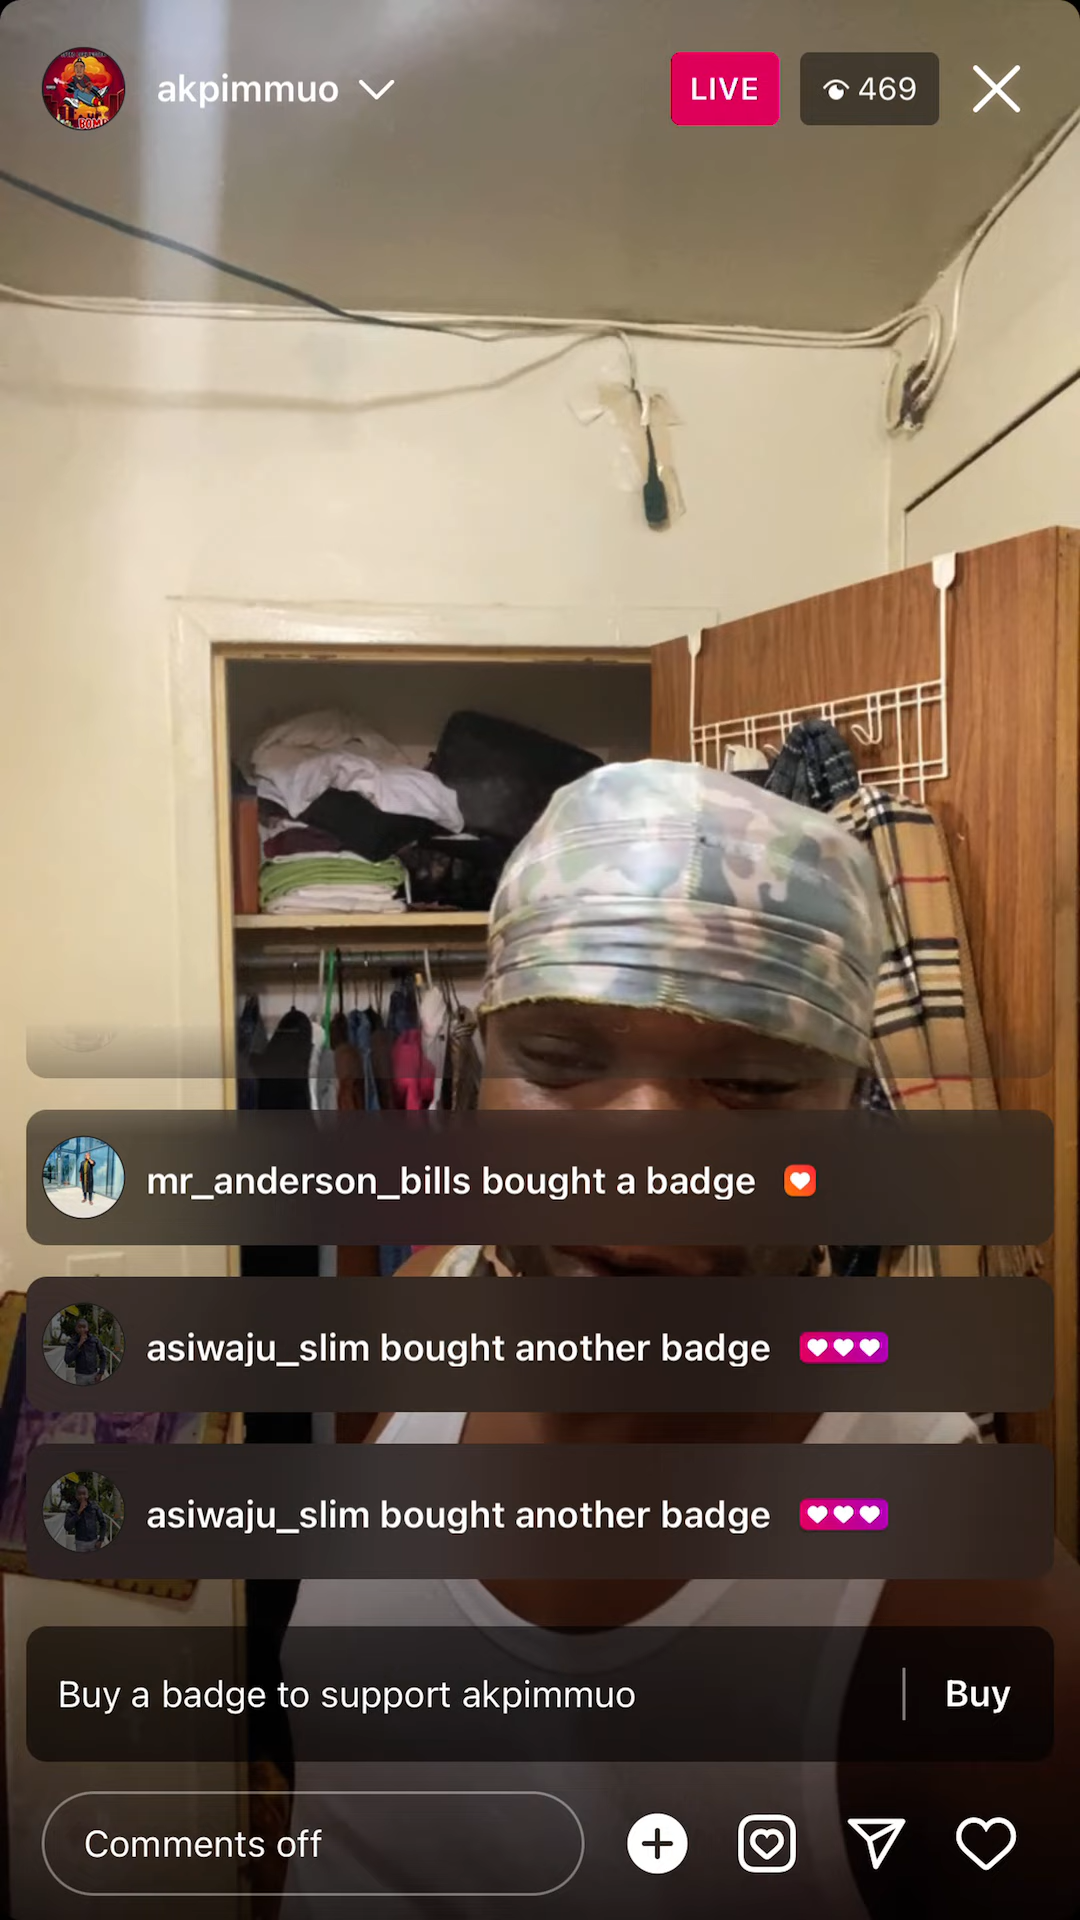 akpimmuo
LIVE
469
BOMB
mr_anderson_bills bought a badge
asiwaju_slim bought another badge
asiwaju_slim bought another badge
Buy a badge to support akpimmuo
Buy
Comments off